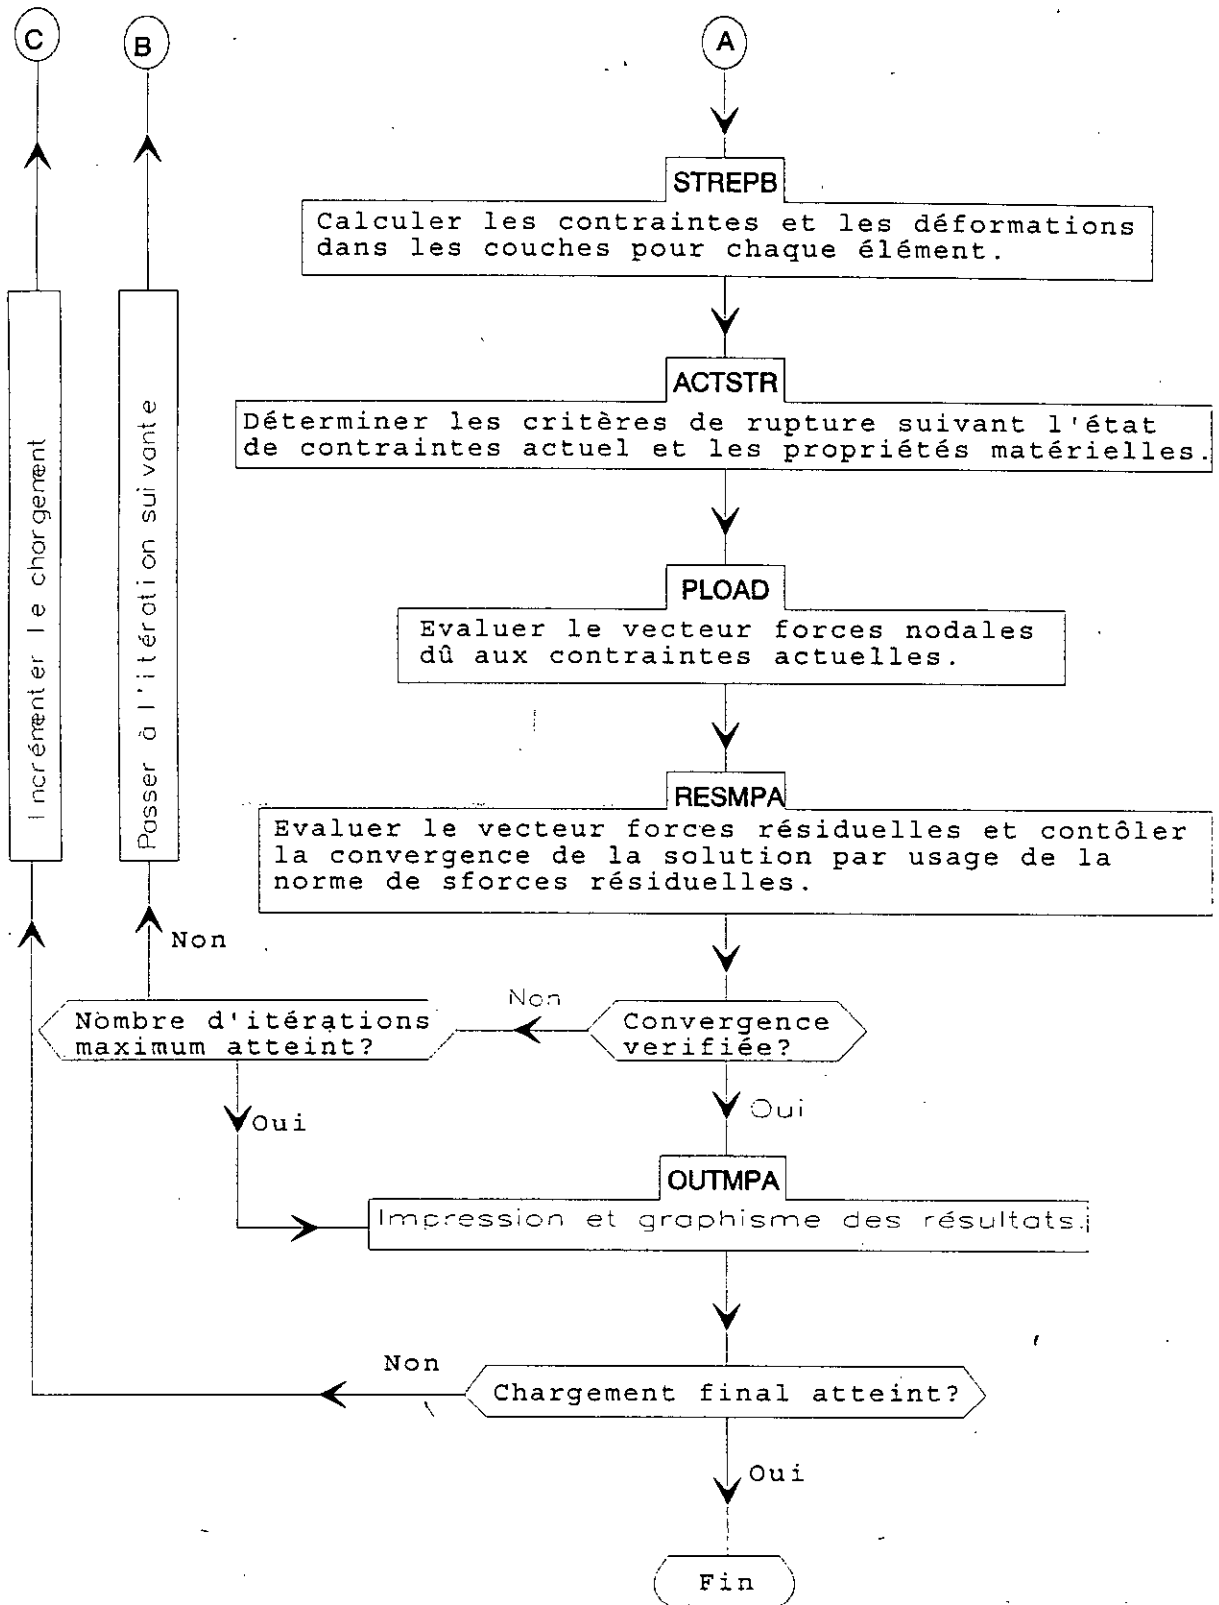 C
B
A
STREPB
Calculer les contraintes et les déformations
dans les couches pour chaque élément.
ACTSTR
Déterminer les critères de rupture suivant l'état
de contraintes actuel et les propriétés matérielles.
PLOAD
Evaluer le vecteur forces nodales
dû aux contraintes actuelles.
RESMPA
Evaluer le vecteur forces résiduelles et contôler
la convergence de la solution par usage de la
norme de sforces résiduelles.
Incrémenter le chargement
Passer à l'itération suivante
Non
Nombre d'itérations
maximum atteint?
Non
Convergence
verifiée?
Oui
Oui
OUTMPA
Impression et graphisme des résultats.
Non
Chargement final atteint?
Oui
Fin